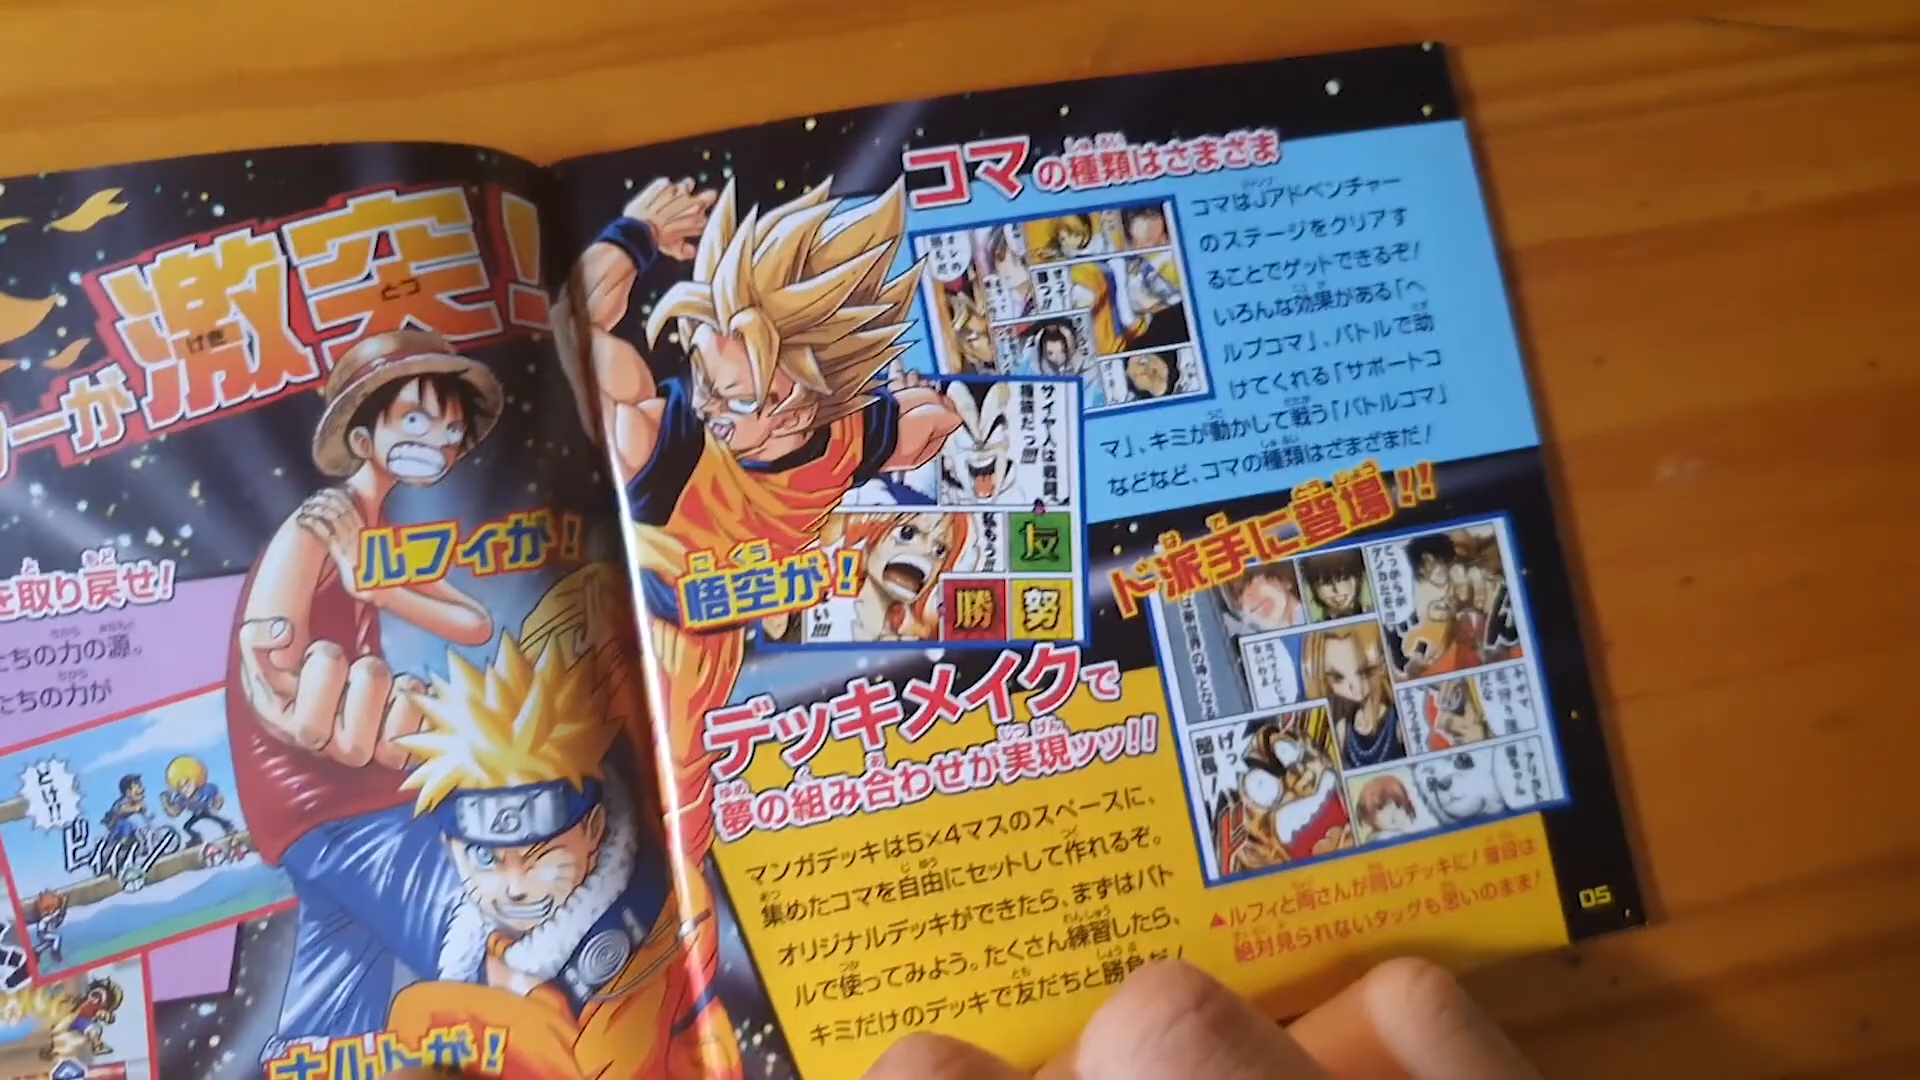 ーが激突!
ルフィが!
を取り戻せ!
たちの力の源。
たちの力が
とけ!!
ナルトが!
悟空が!
コマの種類はさまざま
コマはJアドベンチャー
のステージをクリアす
ることでゲットできるぞ!
いろんな効果がある「ヘ
ルプコマ」、バトルで助
けてくれる「サポートコ
マ」、キミが動かして戦う「バトルコマ」
などなど、コマの種類はさまざまだ!
サイヤ人は戦闘
種族だっ!!!!
友
勝
努
ド派手に登場!!
デッキメイクで
夢の組み合わせが実現ッッ!!
マンガデッキは5×4マスのスペースに、
集めたコマを自由にセットして作れるぞ。
オリジナルデッキができたら、まずはバト
ルで使ってみよう。たくさん練習したら、
キミだけのデッキで友だちと勝負だ!
げっ
部長!
▲ルフィと両さんが同じデッキに!普段は
絶対見られないタッグも思いのまま!
05